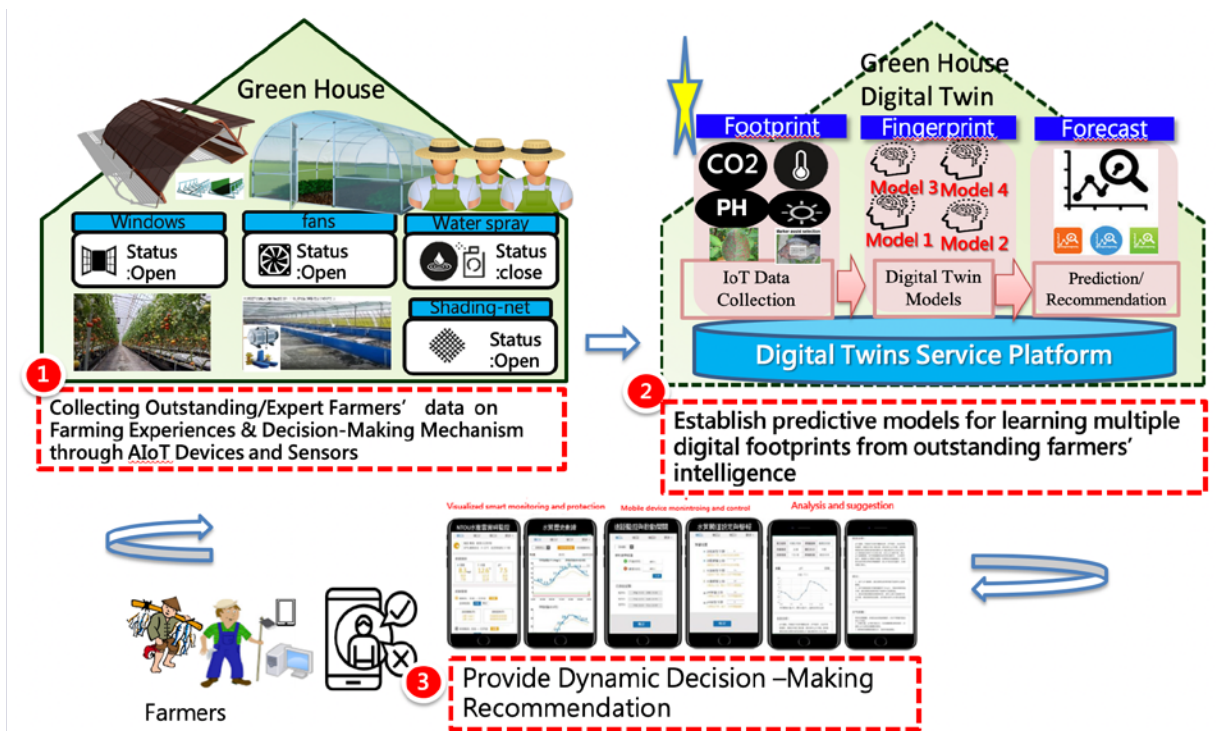 Green House
Windows
Status
:Open
fans
Status
:Open
Water spray
Status
:close
Shading-net
Status
:Open
1
Collecting Outstanding/Expert Farmers' data on
Farming Experiences & Decision-Making Mechanism
through AIoT Devices and Sensors
Green House
Digital Twin
Footprint
CO2
PH
IoT Data
Collection
Fingerprint
Model 3 Model 4
Model 1 Model 2
Digital Twin
Models
Forecast
Prediction/
Recommendation
Digital Twins Service Platform
2
Establish predictive models for learning multiple
digital footprints from outstanding farmers'
intelligence
Visualized smart monitoring and protection
Mobile device monintroing and control
Analysis and suggestion
Farmers
3
Provide Dynamic Decision –Making
Recommendation